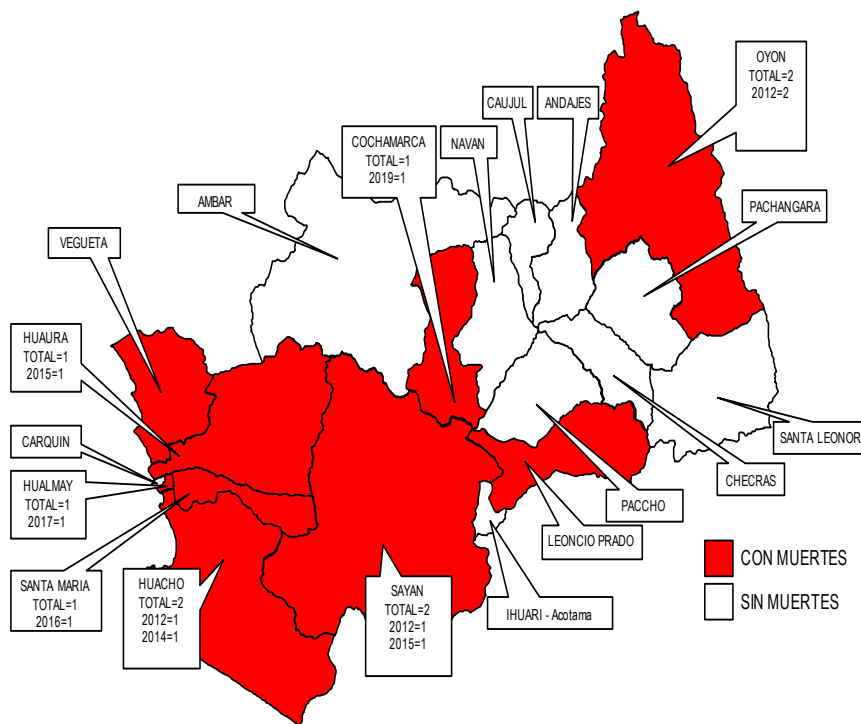 OYON
TOTAL=2
2012=2
CAUJUL
ANDAJES
COCHAMARCA
TOTAL=1
2019=1
NAVAN
AMBAR
PACHANGARA
VEGUETA
HUAURA
TOTAL=1
2015=1
CARQUIN
HUALMAY
TOTAL=1
2017=1
SANTA MARIA
TOTAL=1
2016=1
HUACHO
TOTAL=2
2012=1
2014=1
SAYAN
TOTAL=2
2012=1
2015=1
IHUARI - Acotama
LEONCIO PRADO
PACCHO
CHECRAS
SANTA LEONOR
CON MUERTES
SIN MUERTES